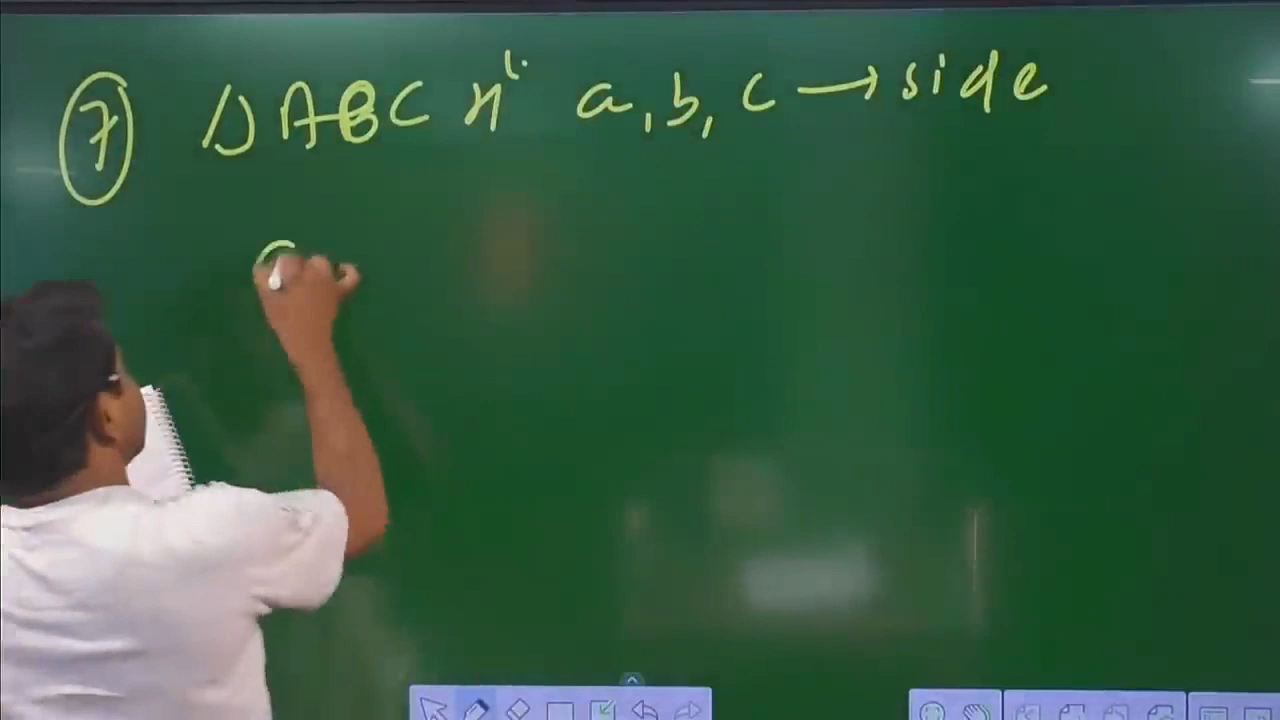 ⑦ △ABC में a, b, c → side